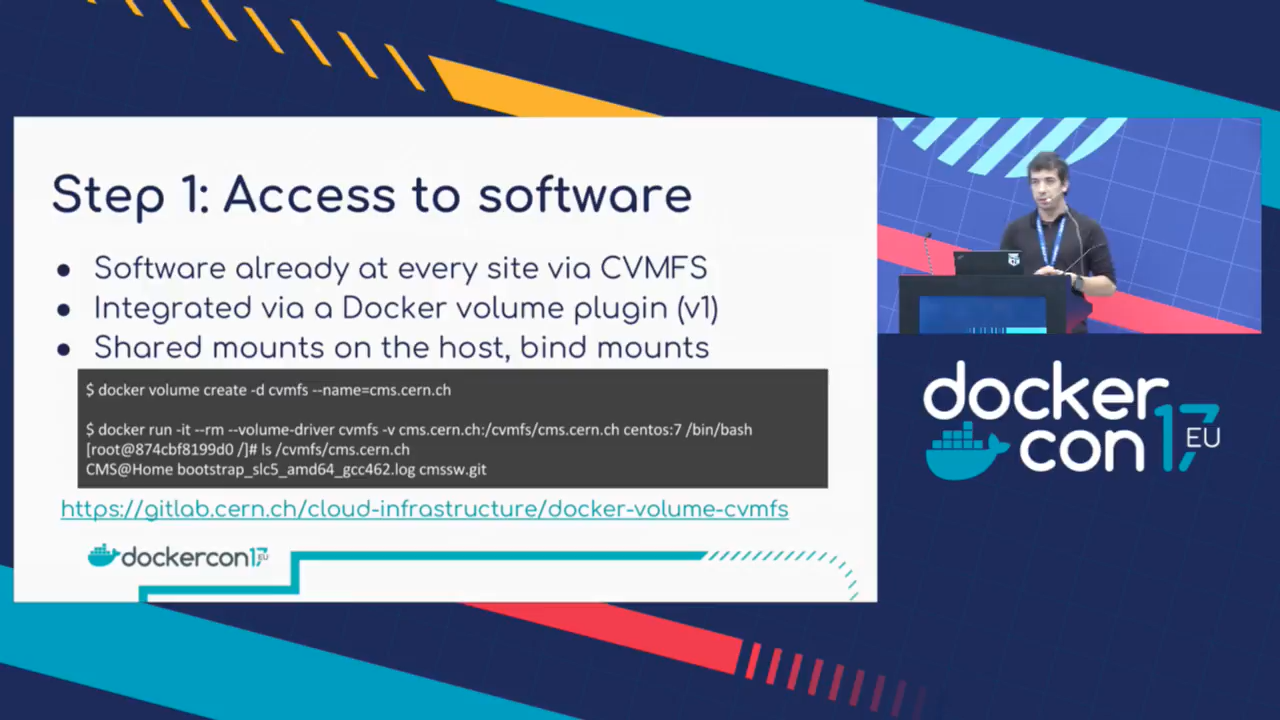 Step 1: Access to software
● Software already at every site via CVMFS
● Integrated via a Docker volume plugin (v1)
● Shared mounts on the host, bind mounts
$ docker volume create -d cvmfs --name=cms.cern.ch
$ docker run -it --rm --volume-driver cvmfs -v cms.cern.ch:/cvmfs/cms.cern.ch centos:7 /bin/bash
[root@874cbf8199d0 /]# ls /cvmfs/cms.cern.ch
CMS@Home bootstrap_slc5_amd64_gcc462.log cmssw.git
https://gitlab.cern.ch/cloud-infrastructure/docker-volume-cvmfs
dockercon17 EU
docker
con 17 EU